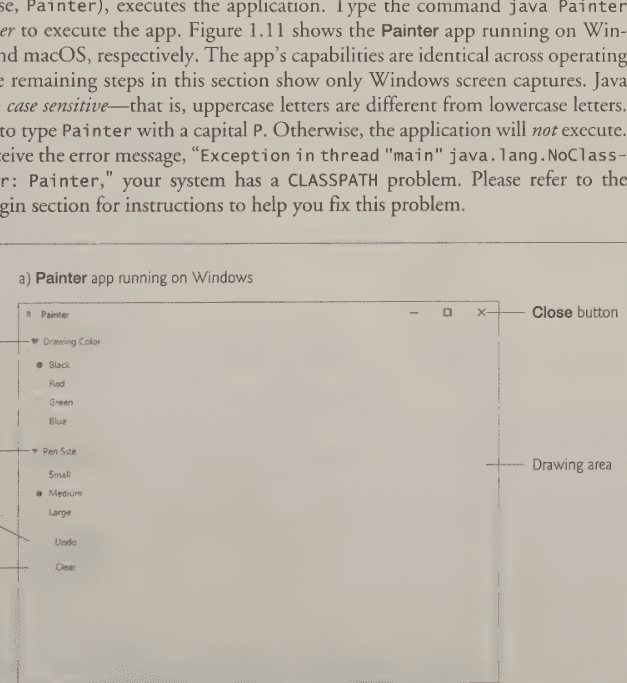 se, Painter), executes the application. Type the command java Painter
er to execute the app. Figure 1.11 shows the Painter app running on Win-
nd macOS, respectively. The app's capabilities are identical across operating
e remaining steps in this section show only Windows screen captures. Java
case sensitive—that is, uppercase letters are different from lowercase letters.
to type Painter with a capital P. Otherwise, the application will not execute.
ceive the error message, “Exception in thread "main" java.lang.NoClass-
r: Painter," your system has a CLASSPATH problem. Please refer to the
gin section for instructions to help you fix this problem.
a) Painter app running on Windows
Painter
Close button
Drawing Color
Black
Red
Green
Blue
Pen Size
Drawing area
Small
Medium
Large
Undo
Clear